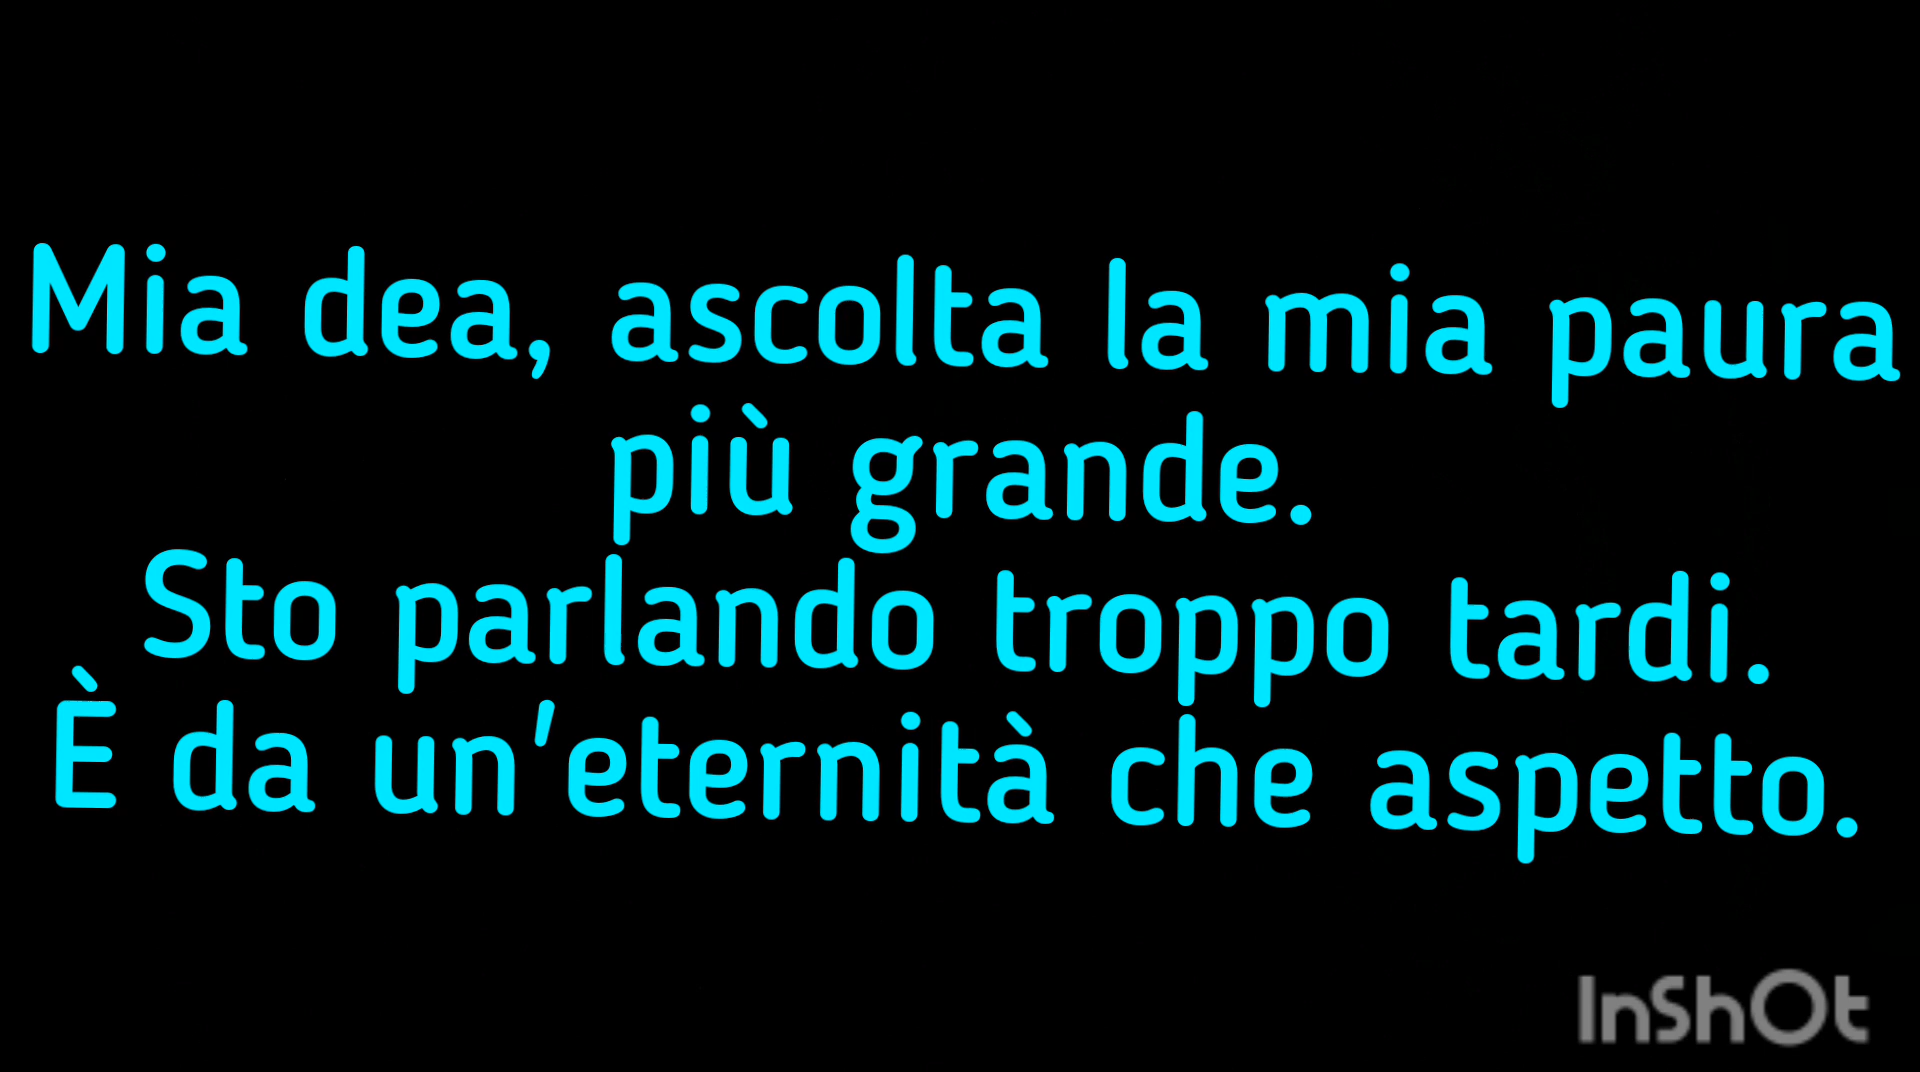 Mia dea, ascolta la mia paura
più grande.
Sto parlando troppo tardi.
È da un'eternità che aspetto.
InShOt